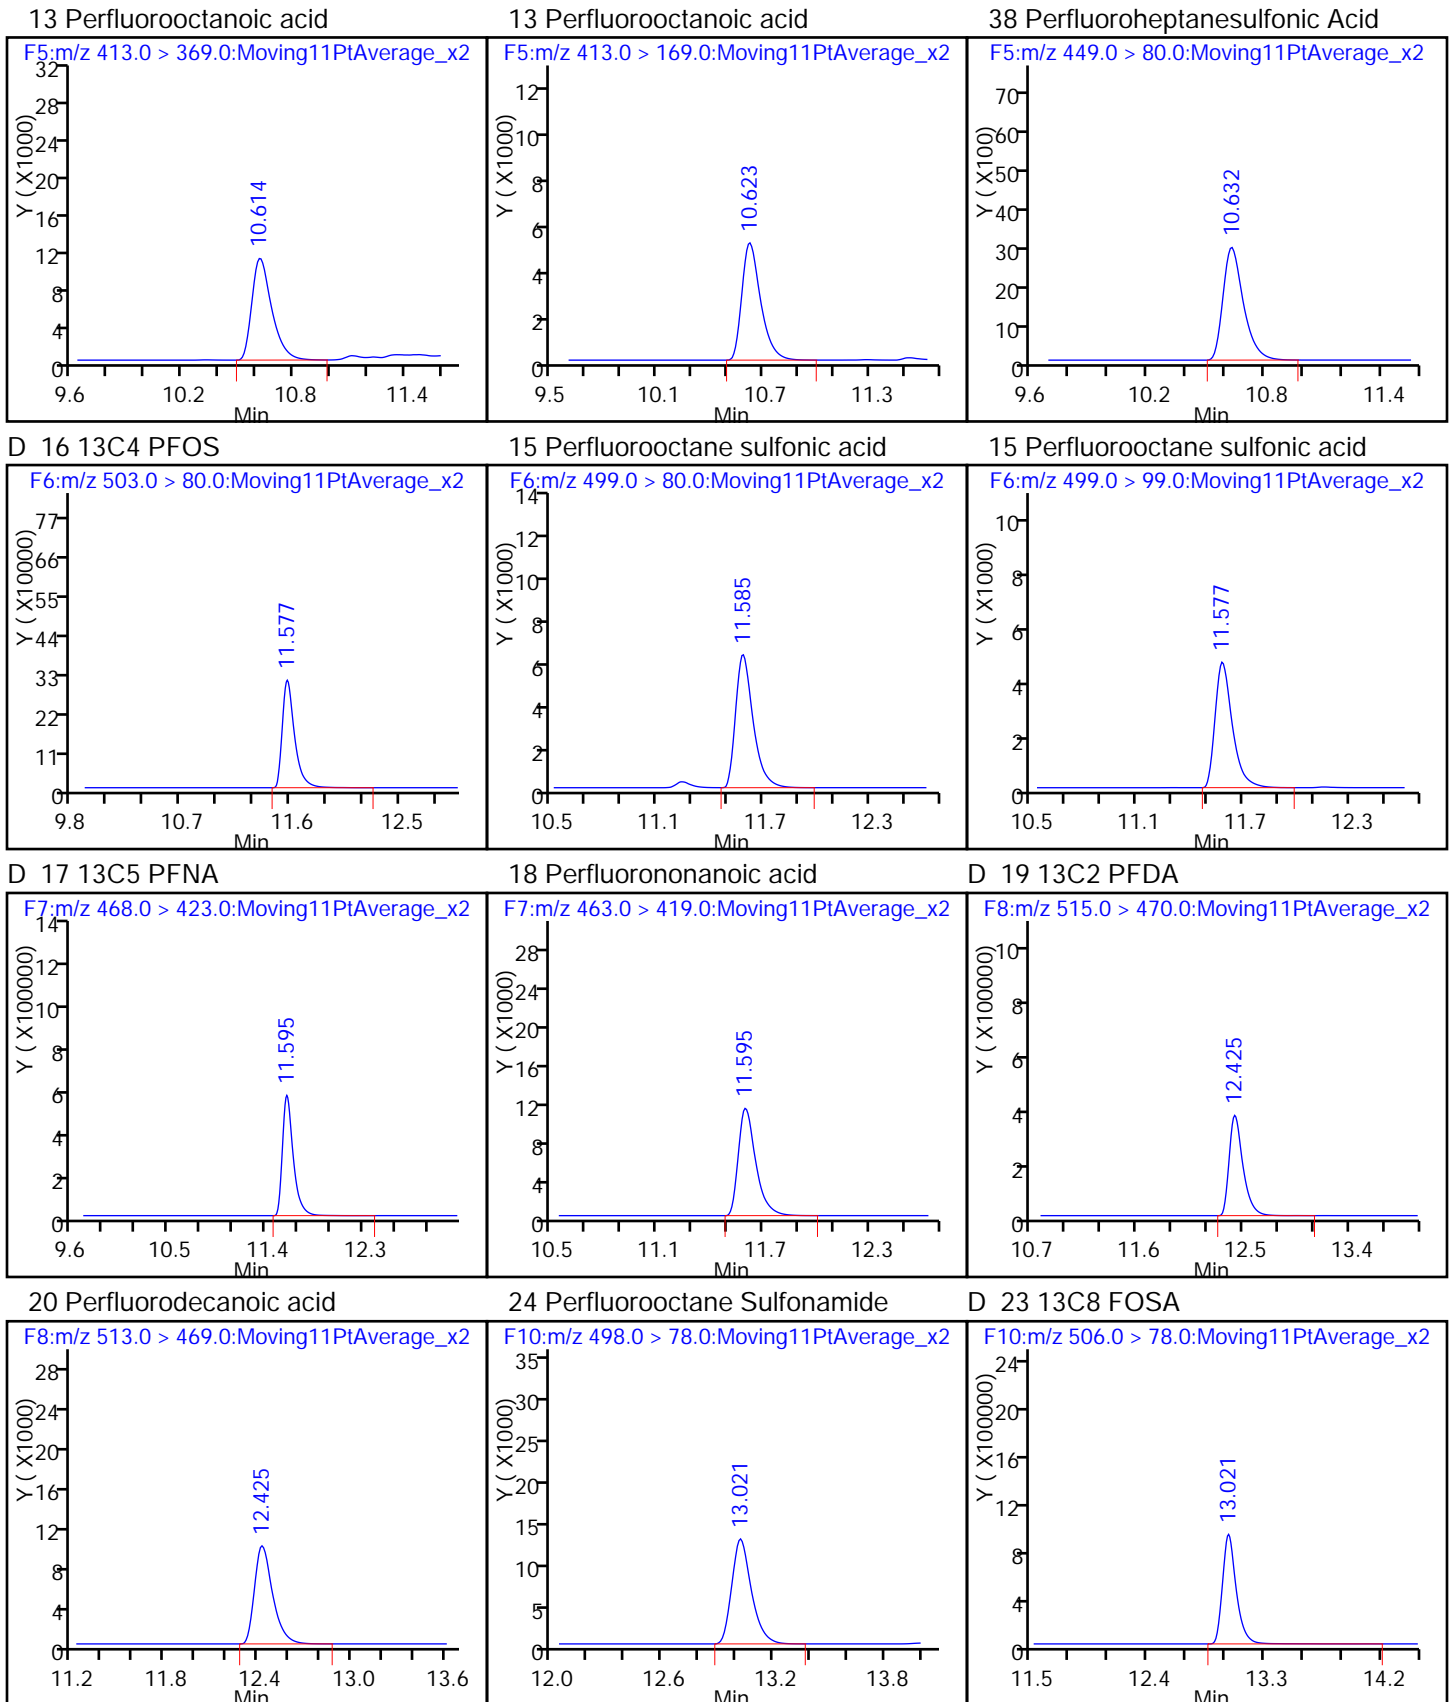 13 Perfluorooctanoic acid
F5:m/z 413.0 > 369.0:Moving11PtAverage_x2
Y ( X1000)
32
28
24
20
16
12
8
4
0
10.614
9.6 10.2 10.8 11.4
Min
13 Perfluorooctanoic acid
F5:m/z 413.0 > 169.0:Moving11PtAverage_x2
Y ( X1000)
12
10
8
6
4
2
0
10.623
9.5 10.1 10.7 11.3
Min
38 Perfluoroheptanesulfonic Acid
F5:m/z 449.0 > 80.0:Moving11PtAverage_x2
Y ( X100)
70
60
50
40
30
20
10
0
10.632
9.6 10.2 10.8 11.4
Min
D 16 13C4 PFOS
F6:m/z 503.0 > 80.0:Moving11PtAverage_x2
Y ( X10000)
77
66
55
44
33
22
11
0
11.577
9.8 10.7 11.6 12.5
Min
15 Perfluorooctane sulfonic acid
F6:m/z 499.0 > 80.0:Moving11PtAverage_x2
Y ( X1000)
14
12
10
8
6
4
2
0
11.585
10.5 11.1 11.7 12.3
Min
15 Perfluorooctane sulfonic acid
F6:m/z 499.0 > 99.0:Moving11PtAverage_x2
Y ( X1000)
10
8
6
4
2
0
11.577
10.5 11.1 11.7 12.3
Min
D 17 13C5 PFNA
F7:m/z 468.0 > 423.0:Moving11PtAverage_x2
Y ( X100000)
14
12
10
8
6
4
2
0
11.595
9.6 10.5 11.4 12.3
Min
18 Perfluorononanoic acid
F7:m/z 463.0 > 419.0:Moving11PtAverage_x2
Y ( X1000)
28
24
20
16
12
8
4
0
11.595
10.5 11.1 11.7 12.3
Min
D 19 13C2 PFDA
F8:m/z 515.0 > 470.0:Moving11PtAverage_x2
Y ( X100000)
10
8
6
4
2
0
12.425
10.7 11.6 12.5 13.4
Min
20 Perfluorodecanoic acid
F8:m/z 513.0 > 469.0:Moving11PtAverage_x2
Y ( X1000)
28
24
20
16
12
8
4
0
12.425
11.2 11.8 12.4 13.0 13.6
Min
24 Perfluorooctane Sulfonamide
F10:m/z 498.0 > 78.0:Moving11PtAverage_x2
Y ( X1000)
35
30
25
20
15
10
5
0
13.021
12.0 12.6 13.2 13.8
Min
D 23 13C8 FOSA
F10:m/z 506.0 > 78.0:Moving11PtAverage_x2
Y ( X100000)
24
20
16
12
8
4
0
13.021
11.5 12.4 13.3 14.2
Min